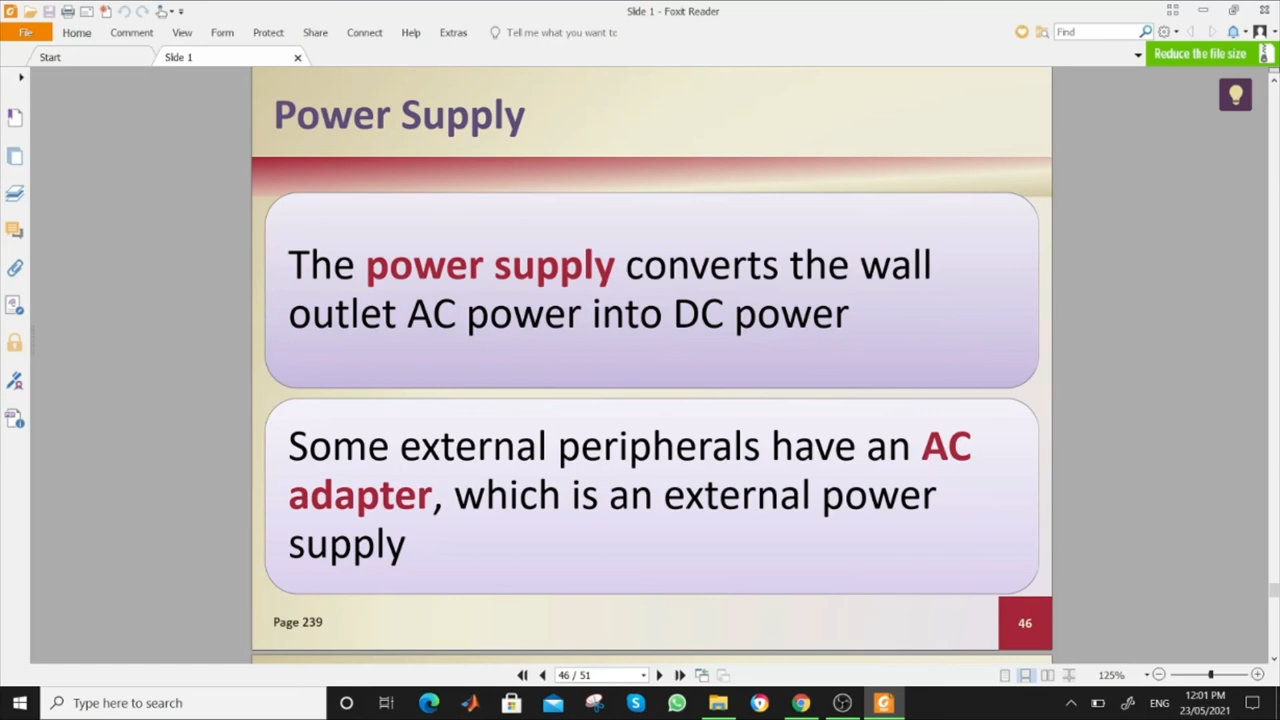 Slide 1 - Foxit Reader
File Home Comment View Form Protect Share Connect Help Extras Tell me what you want to Find
Start Slide 1 Reduce the file size
Power Supply
The power supply converts the wall
outlet AC power into DC power
Some external peripherals have an AC
adapter, which is an external power
supply
Page 239 46
46 / 51 125%
Type here to search ENG 12:01 PM
23/05/2021